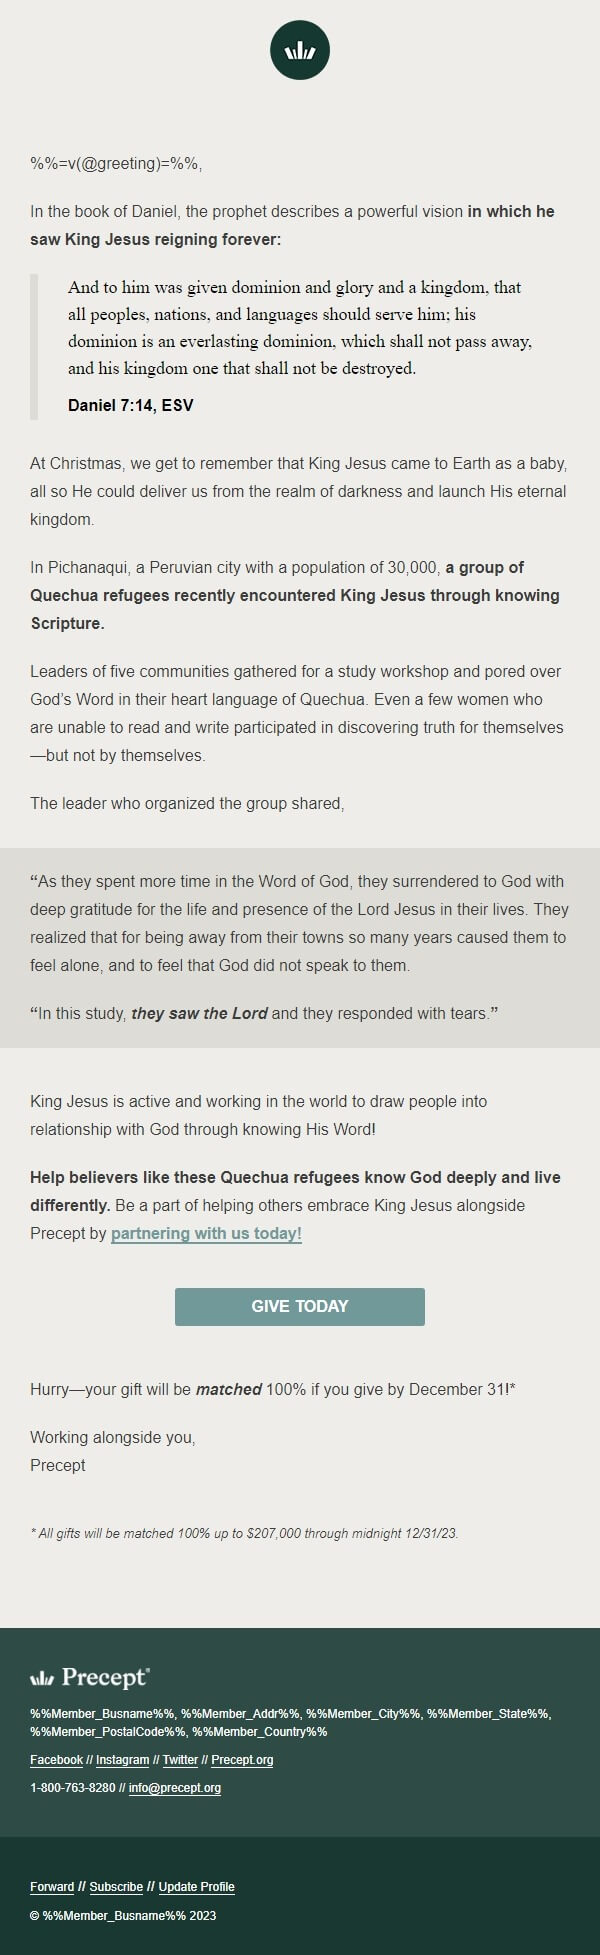 %%=v(@greeting)=%%,
In the book of Daniel, the prophet describes a powerful vision in which he
saw King Jesus reigning forever:
And to him was given dominion and glory and a kingdom, that
all peoples, nations, and languages should serve him; his
dominion is an everlasting dominion, which shall not pass away,
and his kingdom one that shall not be destroyed.
Daniel 7:14, ESV
At Christmas, we get to remember that King Jesus came to Earth as a baby,
all so He could deliver us from the realm of darkness and launch His eternal
kingdom.
In Pichanaqui, a Peruvian city with a population of 30,000, a group of
Quechua refugees recently encountered King Jesus through knowing
Scripture.
Leaders of five communities gathered for a study workshop and pored over
God’s Word in their heart language of Quechua. Even a few women who
are unable to read and write participated in discovering truth for themselves
—but not by themselves.
The leader who organized the group shared,
“As they spent more time in the Word of God, they surrendered to God with
deep gratitude for the life and presence of the Lord Jesus in their lives. They
realized that for being away from their towns so many years caused them to
feel alone, and to feel that God did not speak to them.
“In this study, they saw the Lord and they responded with tears.”
King Jesus is active and working in the world to draw people into
relationship with God through knowing His Word!
Help believers like these Quechua refugees know God deeply and live
differently. Be a part of helping others embrace King Jesus alongside
Precept by partnering with us today!
GIVE TODAY
Hurry—your gift will be matched 100% if you give by December 31!*
Working alongside you,
Precept
* All gifts will be matched 100% up to $207,000 through midnight 12/31/23.
Precept®
%%Member_Busname%%, %%Member_Addr%%, %%Member_City%%, %%Member_State%%,
%%Member_PostalCode%%, %%Member_Country%%
Facebook // Instagram // Twitter // Precept.org
1-800-763-8280 // info@precept.org
Forward // Subscribe // Update Profile
© %%Member_Busname%% 2023